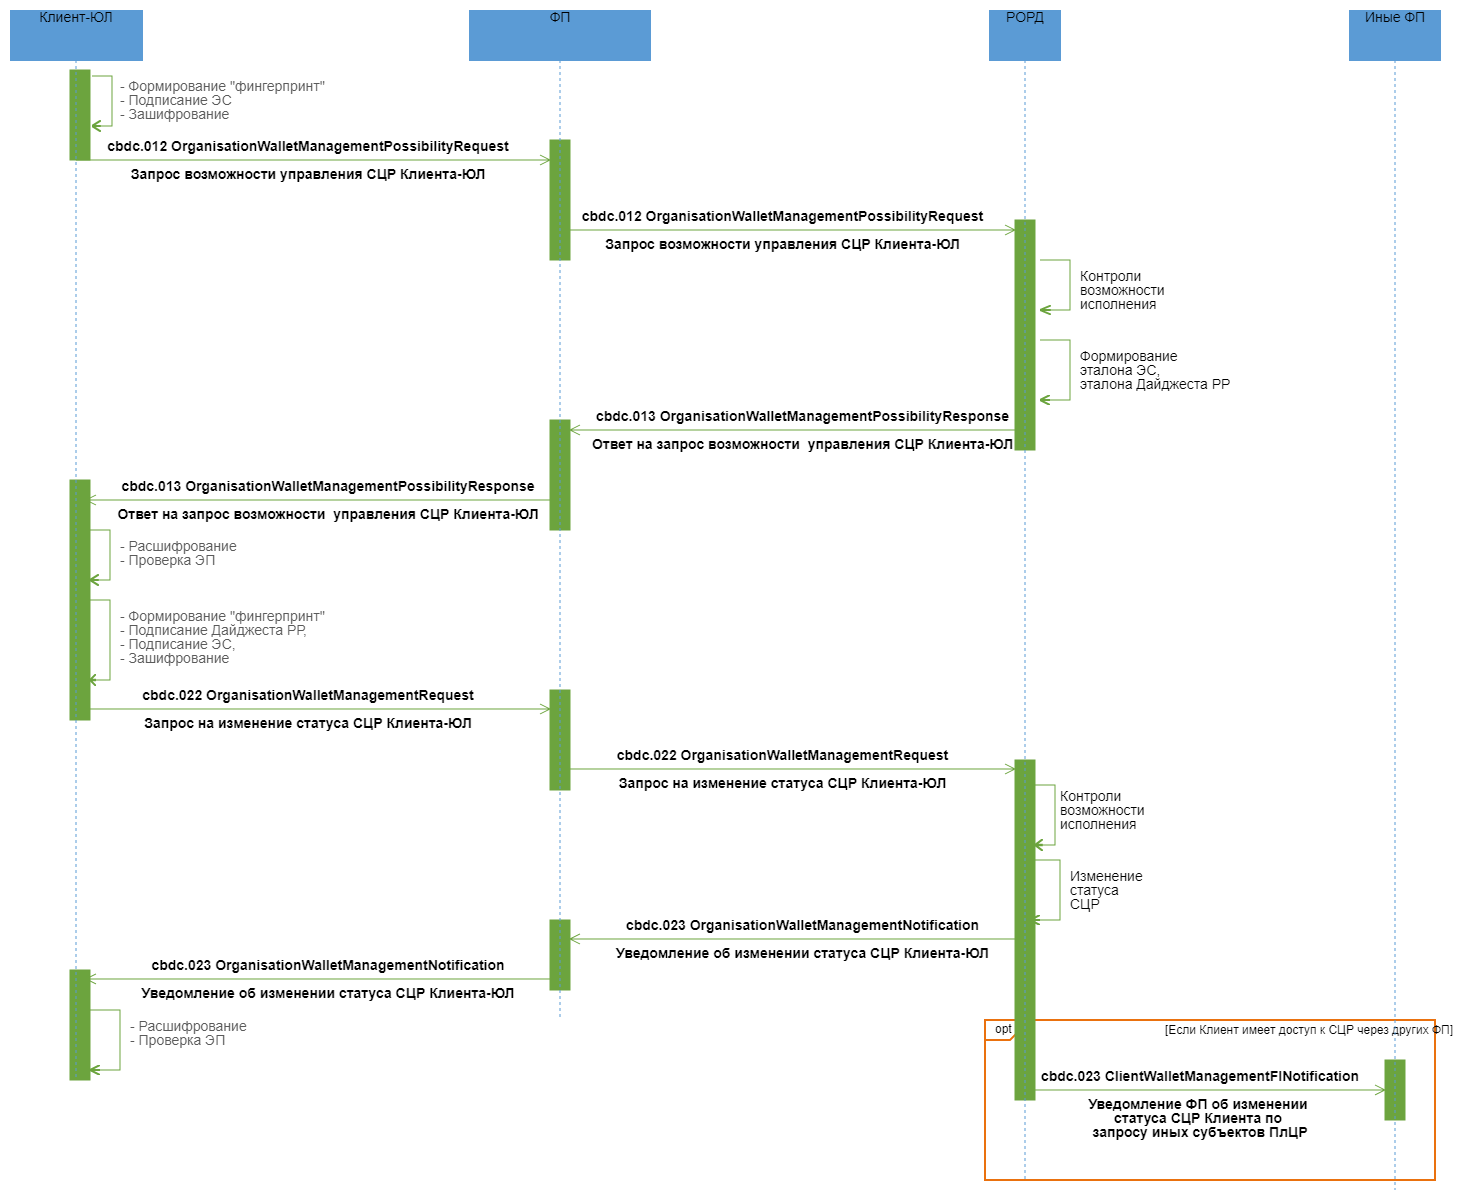 Клиент-ЮЛ
ФП
РОРД
Иные ФП
- Формирование "фингерпринт"
- Подписание ЭС
- Зашифрование
cbdc.012 OrganisationWalletManagementPossibilityRequest
Запрос возможности управления СЦР Клиента-ЮЛ
cbdc.012 OrganisationWalletManagementPossibilityRequest
Запрос возможности управления СЦР Клиента-ЮЛ
Контроли
возможности
исполнения
Формирование
эталона ЭС,
эталона Дайджеста РР
cbdc.013 OrganisationWalletManagementPossibilityResponse
Ответ на запрос возможности  управления СЦР Клиента-ЮЛ
cbdc.013 OrganisationWalletManagementPossibilityResponse
Ответ на запрос возможности  управления СЦР Клиента-ЮЛ
- Расшифрование
- Проверка ЭП
- Формирование "фингерпринт"
- Подписание Дайджеста РР,
- Подписание ЭС,
- Зашифрование
cbdc.022 OrganisationWalletManagementRequest
Запрос на изменение статуса СЦР Клиента-ЮЛ
cbdc.022 OrganisationWalletManagementRequest
Запрос на изменение статуса СЦР Клиента-ЮЛ
Контроли
возможности
исполнения
Изменение
статуса
СЦР
cbdc.023 OrganisationWalletManagementNotification
Уведомление об изменении статуса СЦР Клиента-ЮЛ
cbdc.023 OrganisationWalletManagementNotification
Уведомление об изменении статуса СЦР Клиента-ЮЛ
- Расшифрование
- Проверка ЭП
opt
[Если Клиент имеет доступ к СЦР через других ФП]
cbdc.023 ClientWalletManagementFINotification
Уведомление ФП об изменении
статуса СЦР Клиента по
запросу иных субъектов ПлЦР